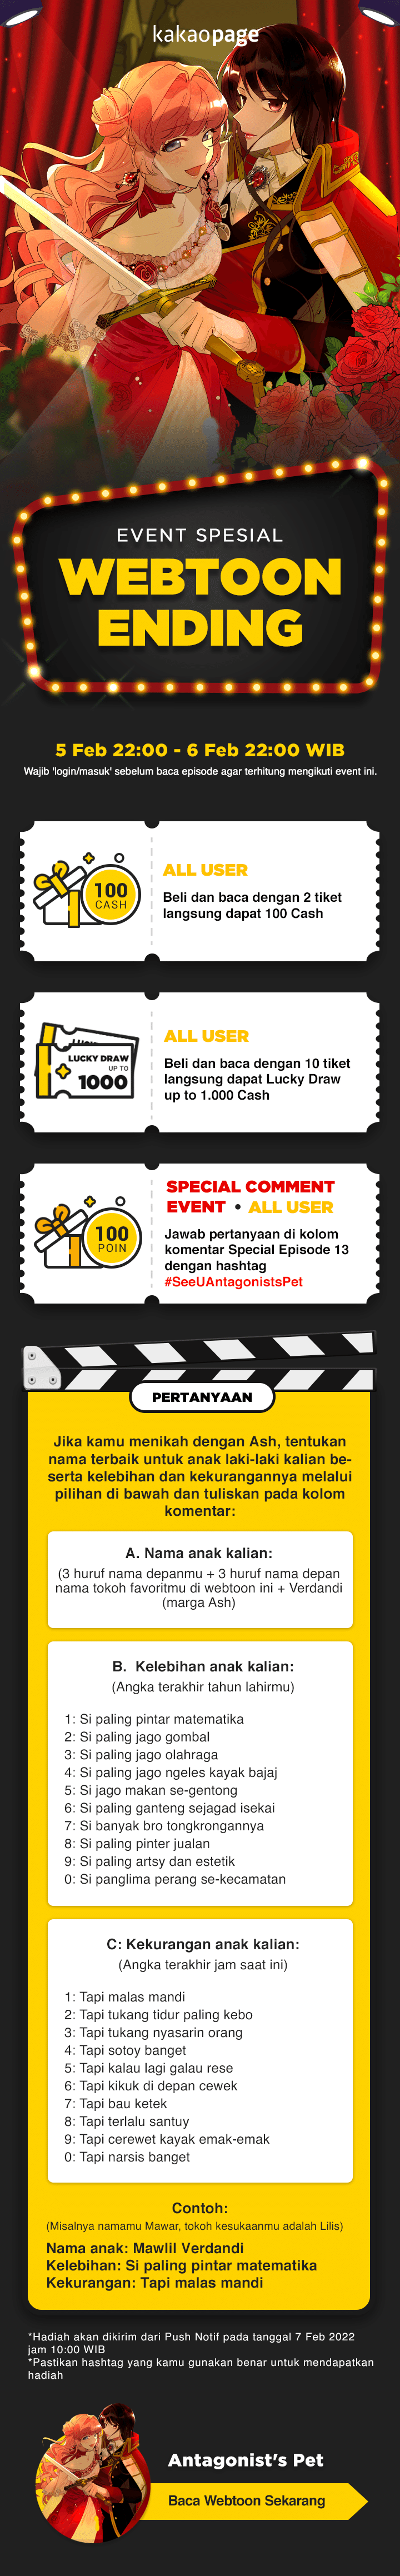 kakaopage
EVENT SPESIAL
WEBTOON
ENDING
5 Feb 22:00 - 6 Feb 22:00 WIB
Wajib 'login/masuk' sebelum baca episode agar terhitung mengikuti event ini.
100
CASH
ALL USER
Beli dan baca dengan 2 tiket
langsung dapat 100 Cash
LUCKY DRAW
UP TO
1000
ALL USER
Beli dan baca dengan 10 tiket
langsung dapat Lucky Draw
up to 1.000 Cash
100
POIN
SPECIAL COMMENT
EVENT • ALL USER
Jawab pertanyaan di kolom
komentar Special Episode 13
dengan hashtag
#SeeUAntagonistsPet
PERTANYAAN
Jika kamu menikah dengan Ash, tentukan
nama terbaik untuk anak laki-laki kalian be-
serta kelebihan dan kekurangannya melalui
pilihan di bawah dan tuliskan pada kolom
komentar:
A. Nama anak kalian:
(3 huruf nama depanmu + 3 huruf nama depan
nama tokoh favoritmu di webtoon ini + Verdandi
(marga Ash)
B. Kelebihan anak kalian:
(Angka terakhir tahun lahirmu)
1: Si paling pintar matematika
2: Si paling jago gombal
3: Si paling jago olahraga
4: Si paling jago ngeles kayak bajaj
5: Si jago makan se-gentong
6: Si paling ganteng sejagad isekai
7: Si banyak bro tongkrongannya
8: Si paling pinter jualan
9: Si paling artsy dan estetik
0: Si panglima perang se-kecamatan
C: Kekurangan anak kalian:
(Angka terakhir jam saat ini)
1: Tapi malas mandi
2: Tapi tukang tidur paling kebo
3: Tapi tukang nyasarin orang
4: Tapi sotoy banget
5: Tapi kalau lagi galau rese
6: Tapi kikuk di depan cewek
7: Tapi bau ketek
8: Tapi terlalu santuy
9: Tapi cerewet kayak emak-emak
0: Tapi narsis banget
Contoh:
(Misalnya namamu Mawar, tokoh kesukaanmu adalah Lilis)
Nama anak: Mawlil Verdandi
Kelebihan: Si paling pintar matematika
Kekurangan: Tapi malas mandi
*Hadiah akan dikirim dari Push Notif pada tanggal 7 Feb 2022
jam 10:00 WIB
*Pastikan hashtag yang kamu gunakan benar untuk mendapatkan
hadiah
Antagonist's Pet
Baca Webtoon Sekarang